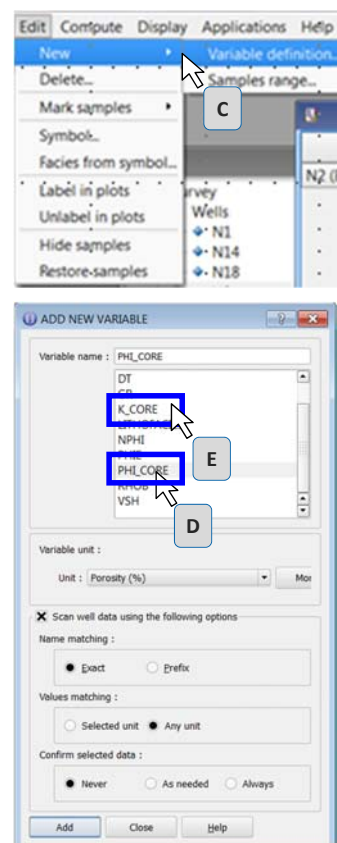 Edit Compute Display Applications Help
New Variable definition...
Delete... Samples range...
Mark samples
C
Symbol...
Facies from symbol...
N2
Label in plots
Unlabel in plots Wells
N1
Hide samples N14
Restore samples N18
ADD NEW VARIABLE
Variable name : PHI_CORE
DT
K_CORE
NPHI
E
PHI_CORE
RHOB
VSH
D
Variable unit :
Unit : Porosity (%)
Scan well data using the following options
Name matching :
Exact Prefix
Values matching :
Selected unit Any unit
Confirm selected data :
Never As needed Always
Add Close Help